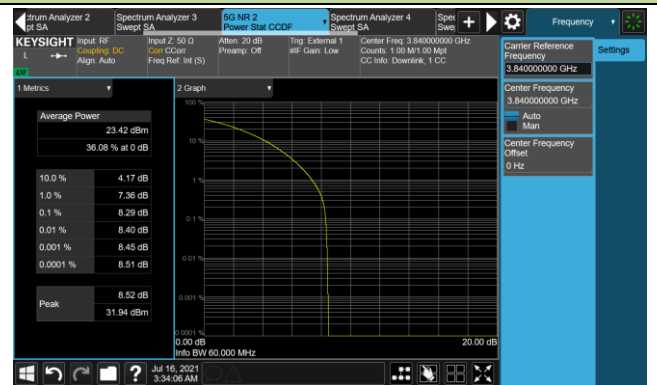 ctrum Analyzer 2
pt SA
Spectrum Analyzer 3
Swept SA
5G NR 2
Power Stat CCDF
Spectrum Analyzer 4
Swept SA
Spec
Swe
Frequency
KEYSIGHT
L
LXI
Input: RF
Coupling: DC
Align: Auto
Input Z: 50 Ω
Corr CCorr
Freq Ref: Int (S)
Atten: 20 dB
Preamp: Off
Trig: External 1
#IF Gain: Low
Center Freq: 3.840000000 GHz
Counts: 1.00 M/1.00 Mpt
CC Info: Downlink, 1 CC
Carrier Reference
Frequency
3.840000000 GHz
Settings
Center Frequency
3.840000000 GHz
Auto
Man
Center Frequency
Offset
0 Hz
1 Metrics
Average Power
23.42 dBm
36.08 % at 0 dB
10.0 % 4.17 dB
1.0 % 7.36 dB
0.1 % 8.29 dB
0.01 % 8.40 dB
0.001 % 8.45 dB
0.0001 % 8.51 dB
Peak
8.52 dB
31.94 dBm
2 Graph
100 %
10 %
1 %
0.1 %
0.01 %
0.001 %
0.0001 %
0.00 dB 20.00 dB
Info BW 60.000 MHz
Jul 16, 2021
3:34:06 AM